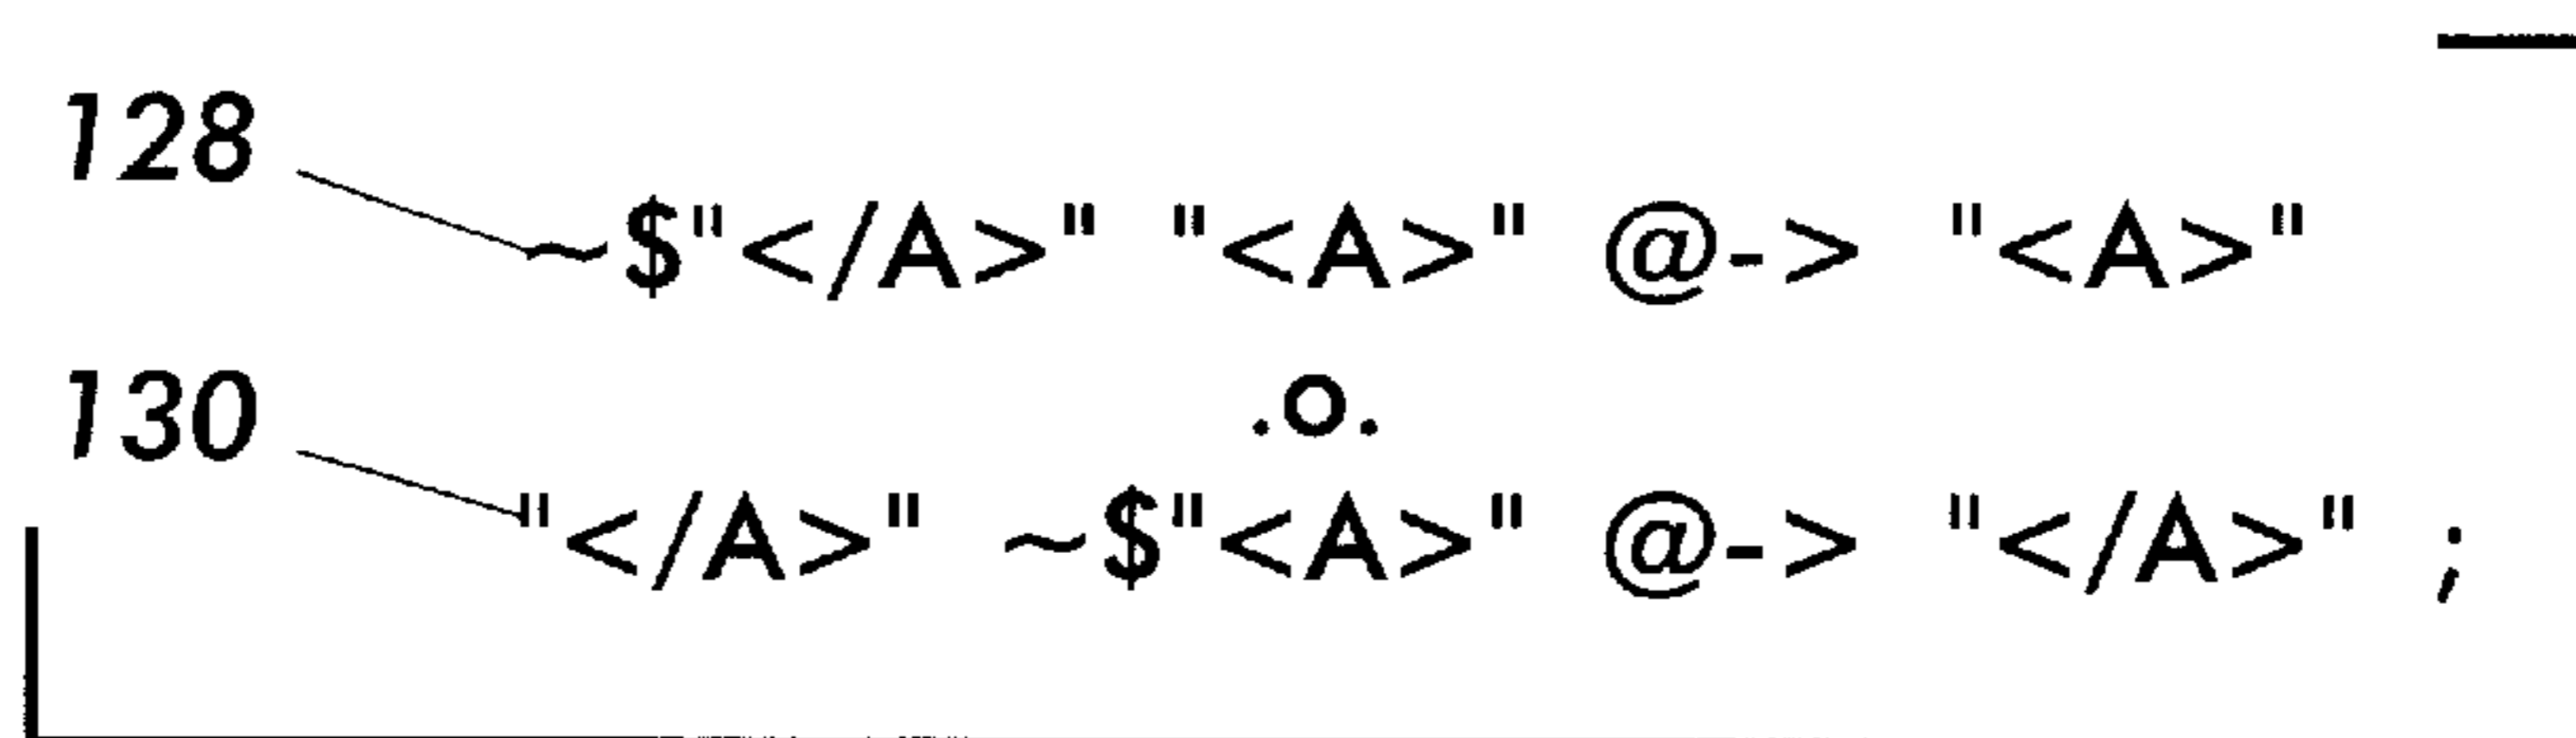 128
~$"</A>" "<A>" @-> "<A>"
130
.o.
"</A>" ~$"<A>" @-> "</A>" ;